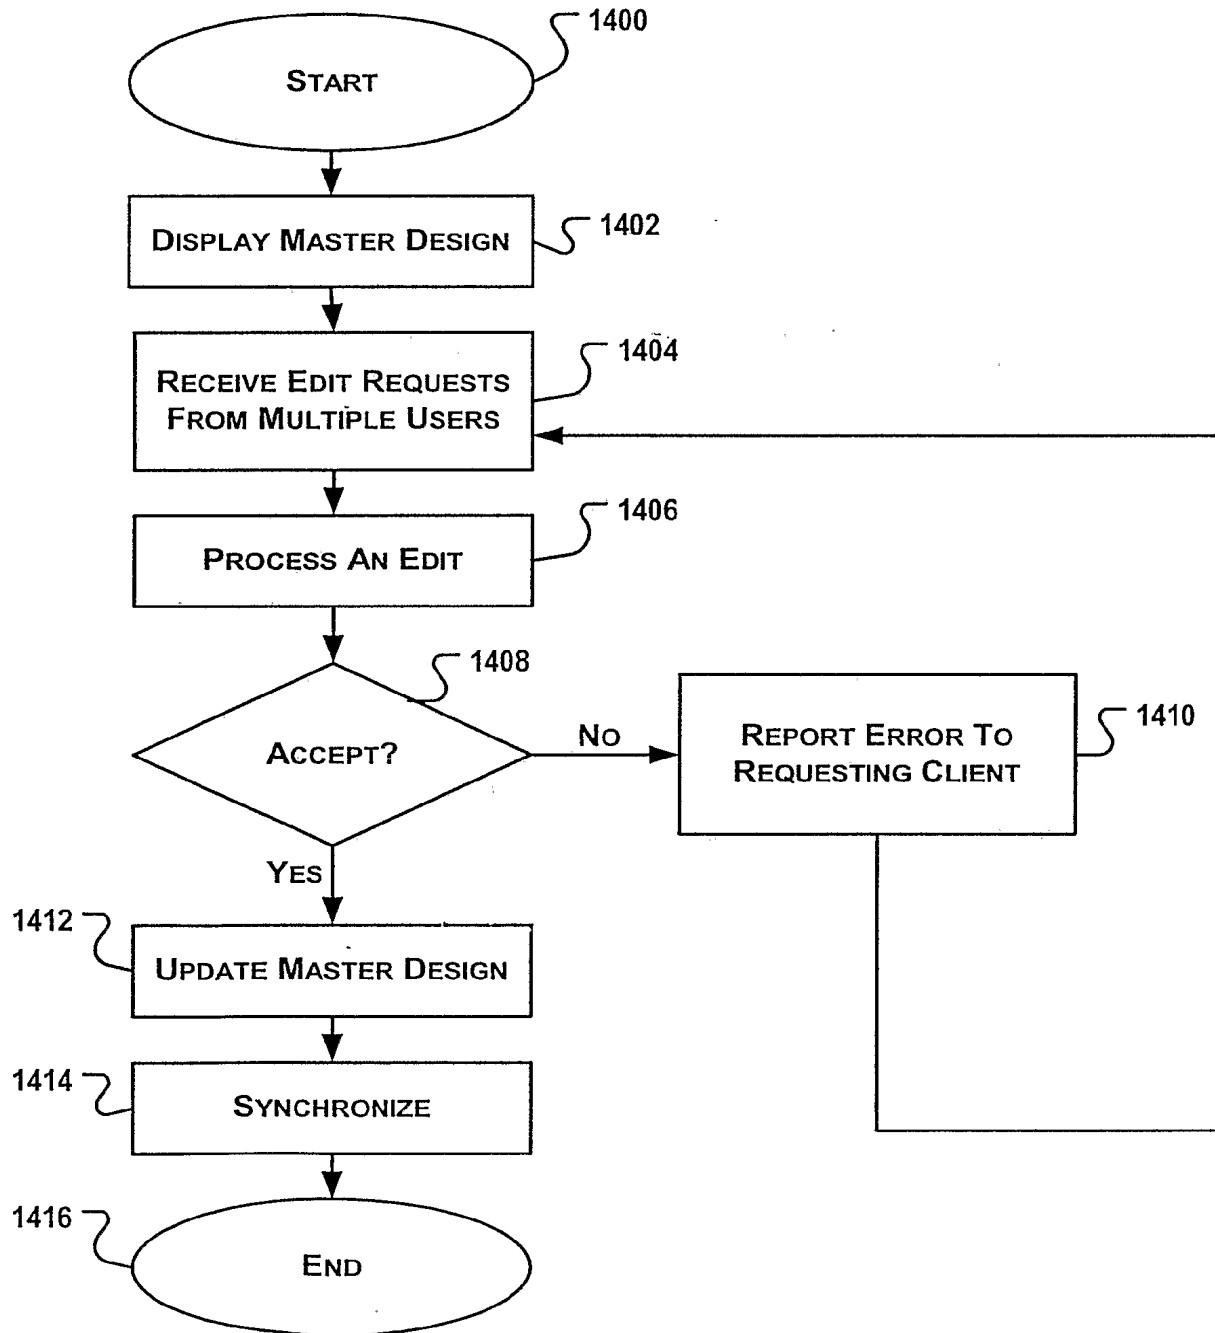 START
1400
DISPLAY MASTER DESIGN
1402
RECEIVE EDIT REQUESTS
FROM MULTIPLE USERS
1404
PROCESS AN EDIT
1406
ACCEPT?
1408
NO
REPORT ERROR TO
REQUESTING CLIENT
1410
YES
1412
UPDATE MASTER DESIGN
1414
SYNCHRONIZE
1416
END